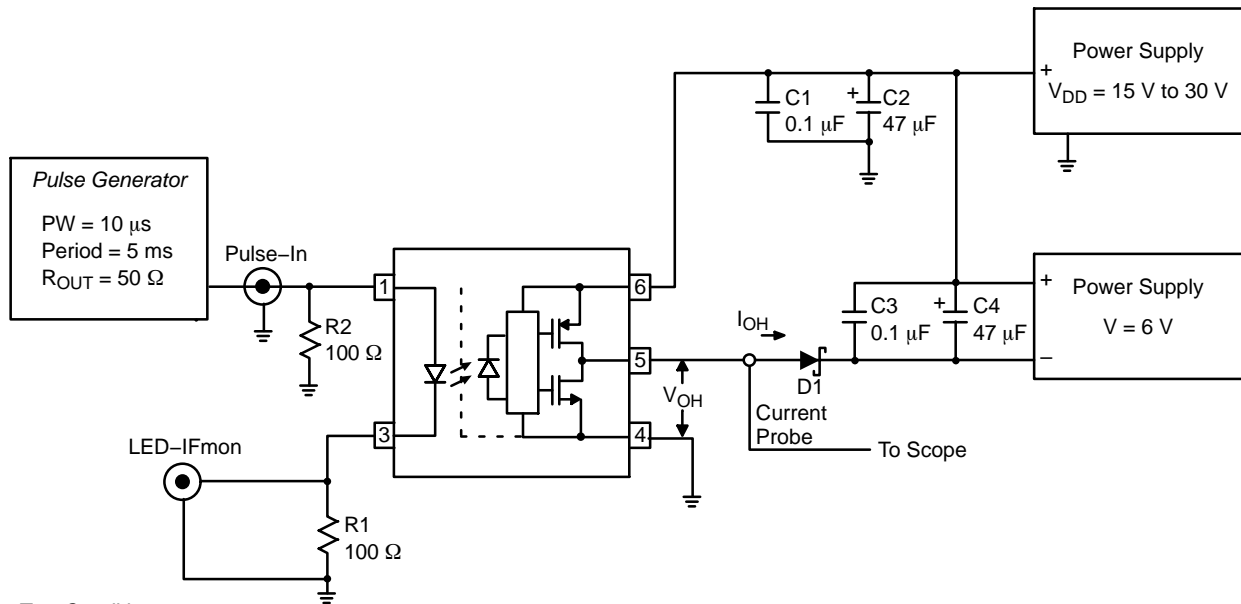 Pulse Generator
PW = 10 μs
Period = 5 ms
ROUT = 50 Ω
Pulse–In
R2
100 Ω
LED–IFmon
R1
100 Ω
1
3
6
5
4
VOH
IOH
D1
Current
Probe
To Scope
C1
0.1 μF
+
C2
47 μF
C3
0.1 μF
+
C4
47 μF
+
Power Supply
VDD = 15 V to 30 V
+
Power Supply
V = 6 V
–